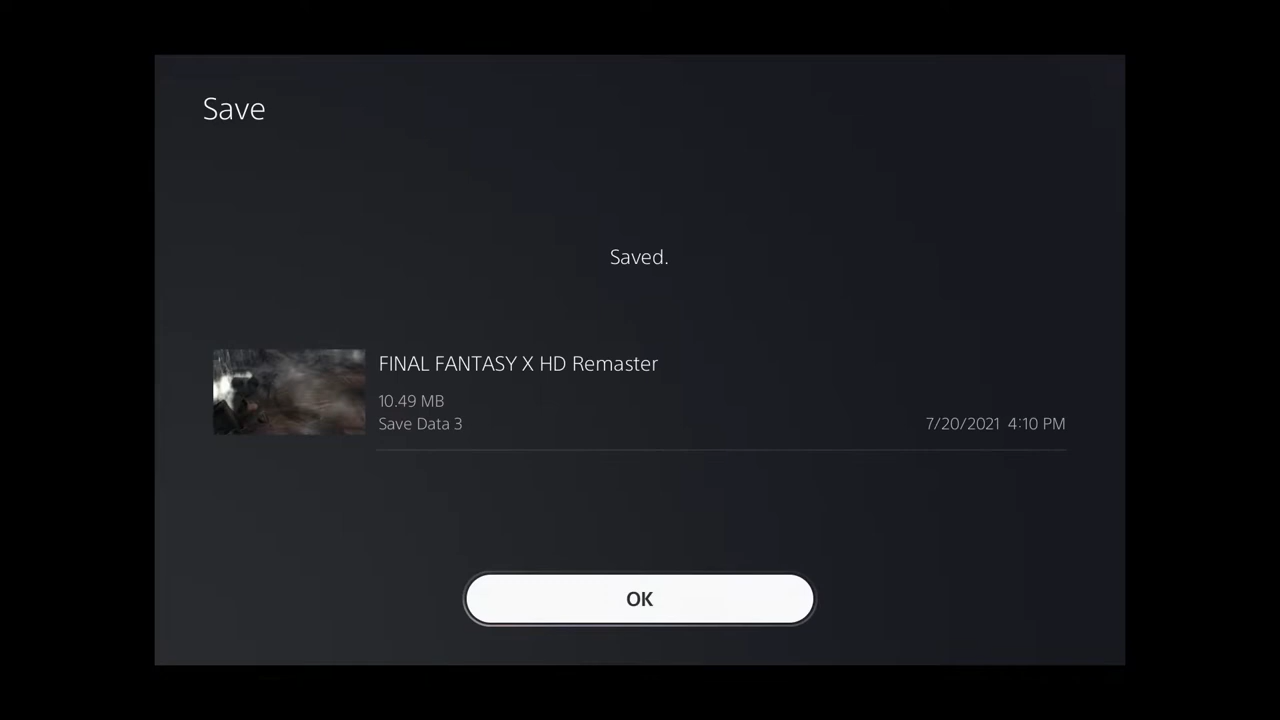 Save
Saved.
FINAL FANTASY X HD Remaster
10.49 MB
Save Data 3
7/20/2021 4:10 PM
OK